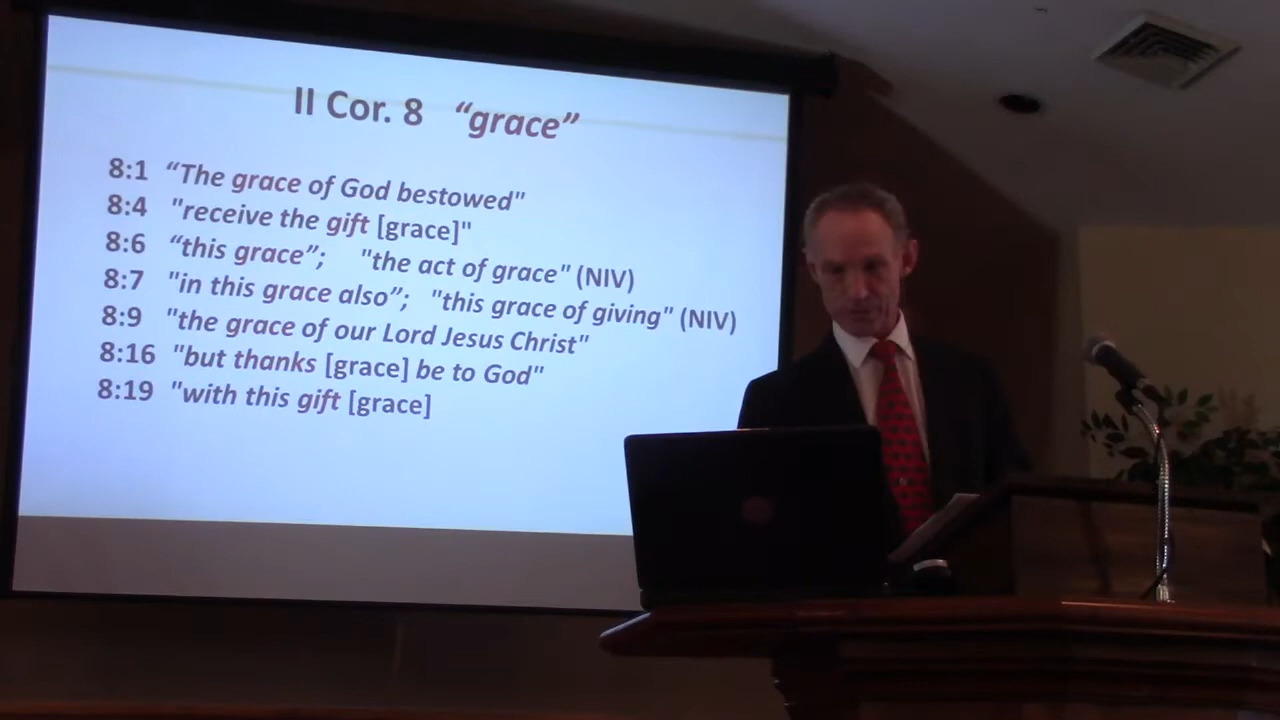 II Cor. 8 “grace”
8:1 “The grace of God bestowed"
8:4 "receive the gift [grace]"
8:6 “this grace”; "the act of grace" (NIV)
8:7 "in this grace also”; "this grace of giving" (NIV)
8:9 "the grace of our Lord Jesus Christ"
8:16 "but thanks [grace] be to God"
8:19 "with this gift [grace]